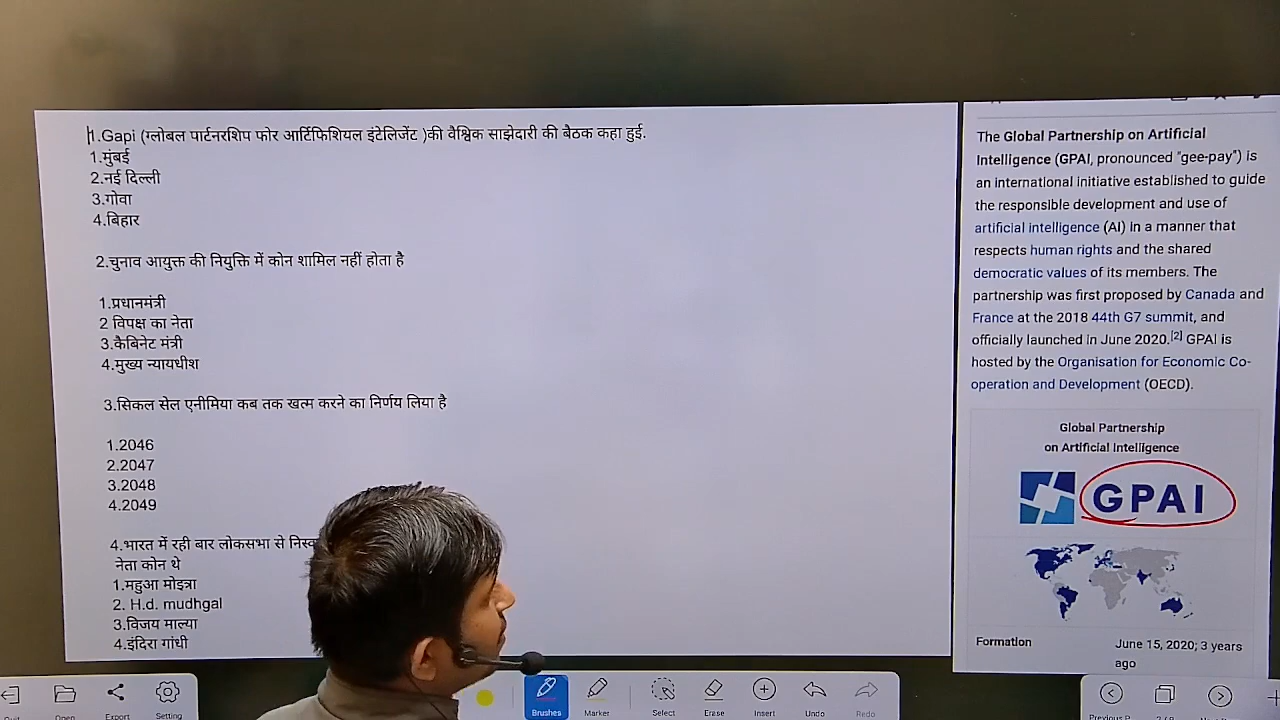 1.Gapi (ग्लोबल पार्टनरशिप फोर आर्टिफिशियल इंटेलिजेंट )की वैश्विक साझेदारी की बैठक कहा हुई.
1.मुंबई
2.नई दिल्ली
3.गोवा
4.बिहार
2.चुनाव आयुक्त की नियुक्ति में कोन शामिल नहीं होता है
1.प्रधानमंत्री
2 विपक्ष का नेता
3.कैबिनेट मंत्री
4.मुख्य न्यायधीश
3.सिकल सेल एनीमिया कब तक खत्म करने का निर्णय लिया है
1.2046
2.2047
3.2048
4.2049
4.भारत में रही बार लोकसभा से
नेता कोन थे
1.महुआ मोइत्रा
2. H.d. mudhgal
3.विजय माल्या
4.इंदिरा गांधी
The Global Partnership on Artificial
Intelligence (GPAI, pronounced "gee-pay") is
an international initiative established to guide
the responsible development and use of
artificial intelligence (AI) in a manner that
respects human rights and the shared
democratic values of its members. The
partnership was first proposed by Canada and
France at the 2018 44th G7 summit, and
officially launched in June 2020.[2] GPAI is
hosted by the Organisation for Economic Co-
operation and Development (OECD).
Global Partnership
on Artificial Intelligence
GPAI
Formation
June 15, 2020; 3 years
ago
Open
Export
Setting
Brushes
Marker
Select
Erase
Insert
Undo
Redo
Previous P